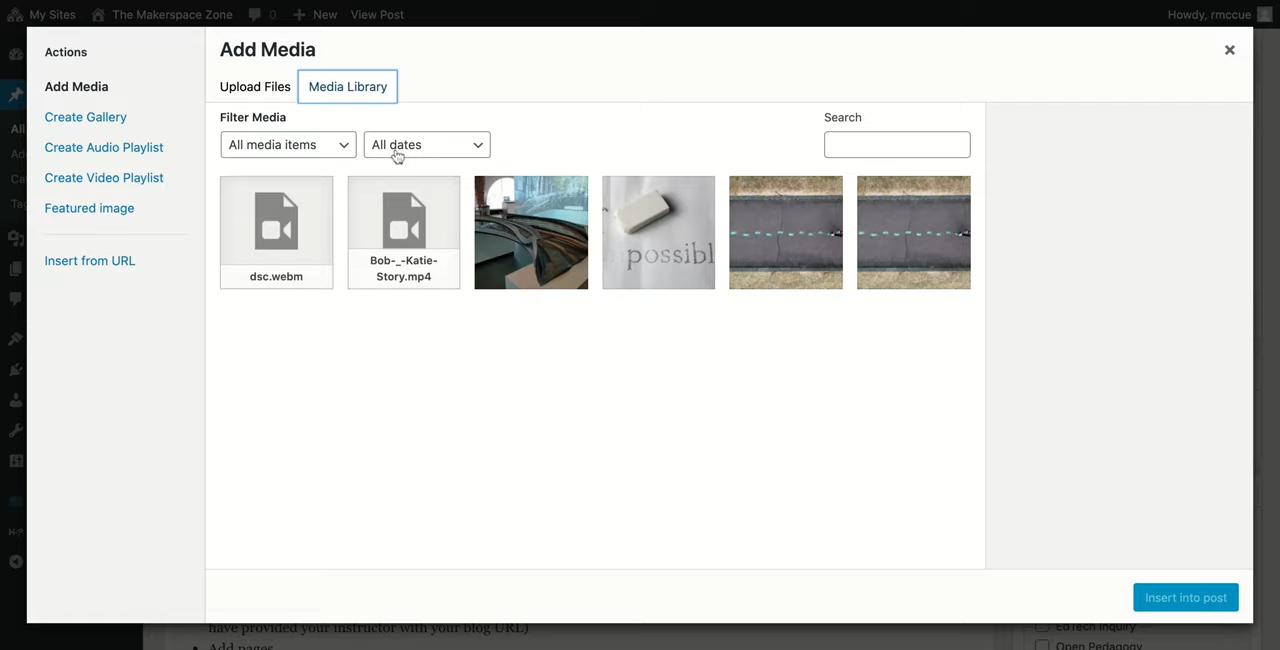 My Sites The Makerspace Zone 0 New View Post Howdy, rmccue
Actions
Add Media
Create Gallery
Create Audio Playlist
Create Video Playlist
Featured image
Insert from URL
Add Media
Upload Files Media Library
Filter Media Search
All media items All dates
possibl
dsc.webm
Bob-_-Katie-
Story.mp4
Insert into post
All
have provided your instructor with your blog URL)
Add pages
EdTech Inquiry
Open Pedagogy